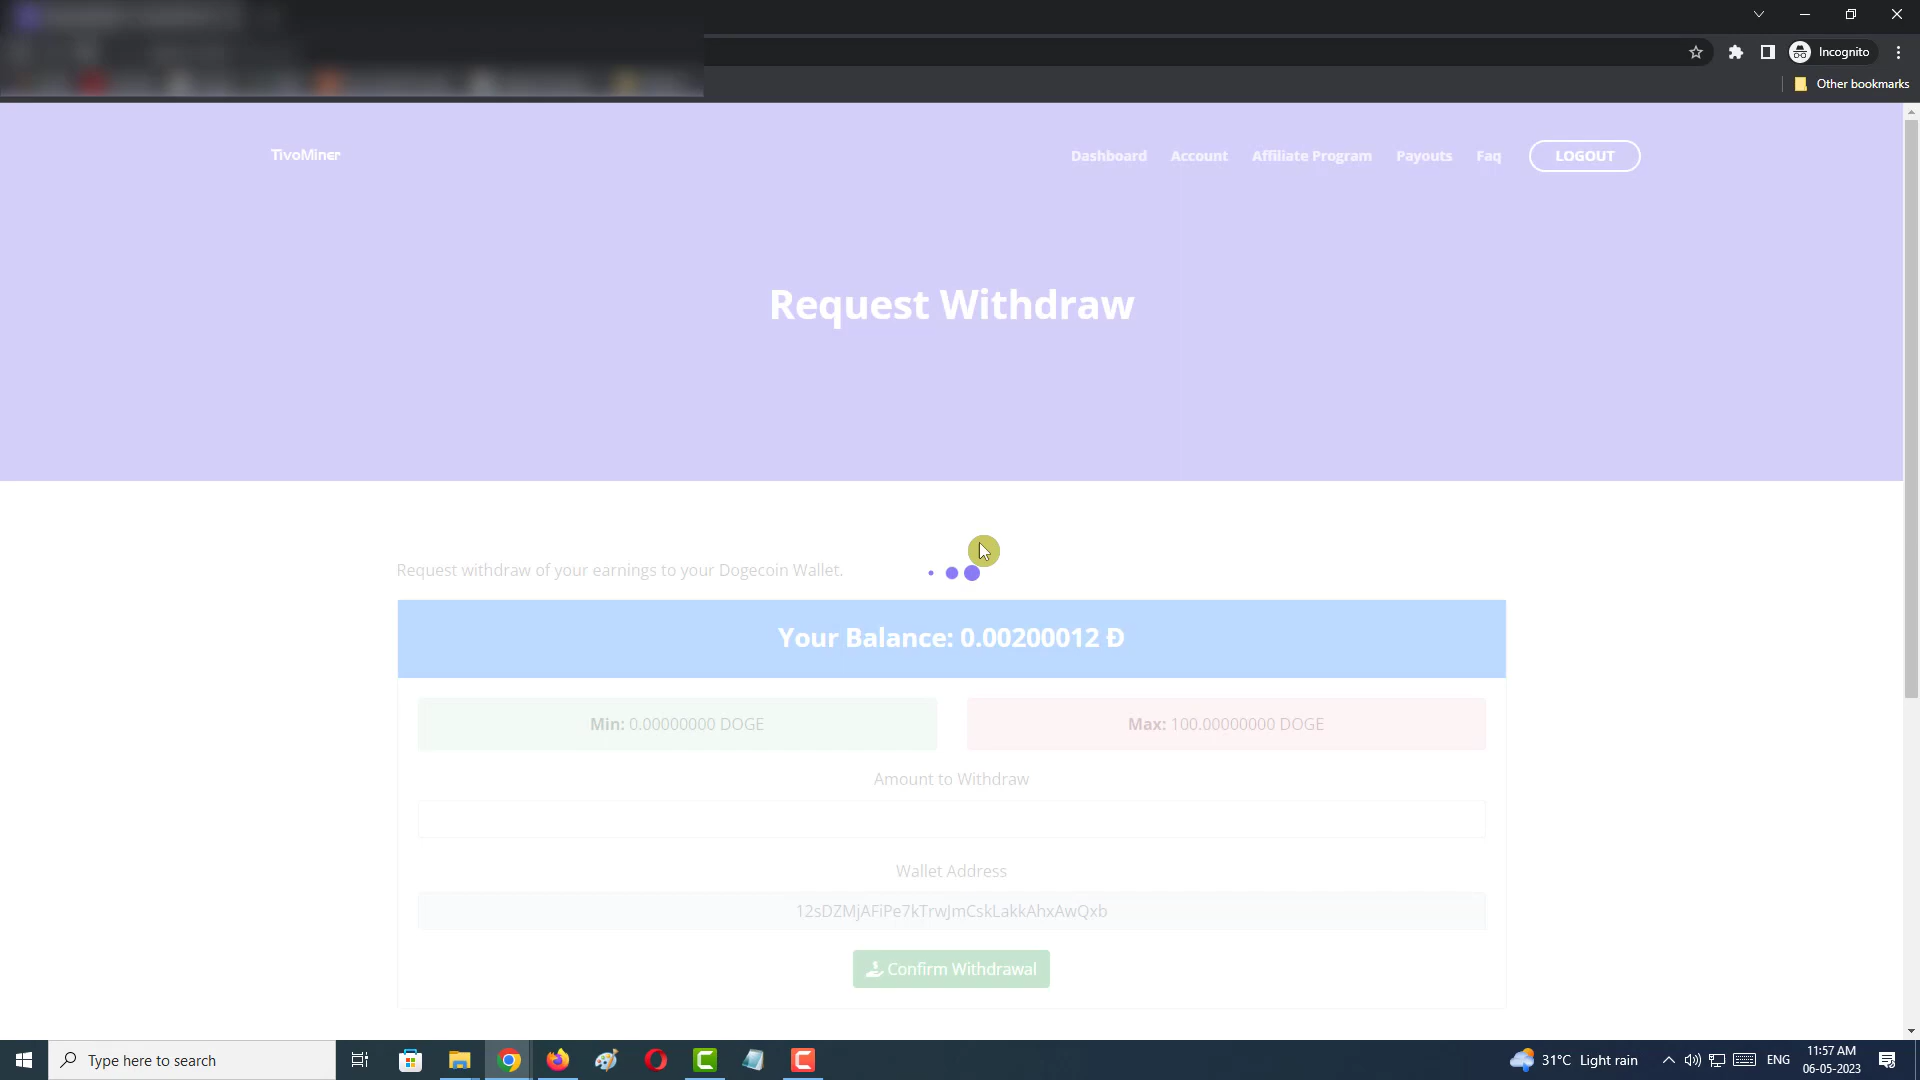 Incognito
Other bookmarks
TivoMiner
Dashboard Account Affiliate Program Payouts Faq LOGOUT
Request Withdraw
Request withdraw of your earnings to your Dogecoin Wallet.
Your Balance: 0.00200012 Ð
Min: 0.00000000 DOGE Max: 100.00000000 DOGE
Amount to Withdraw
Wallet Address
12sDZMjAFiPe7kTrwJmCskLakkAhxAwQxb
Confirm Withdrawal
Type here to search
31°C Light rain
ENG
11:57 AM
06-05-2023